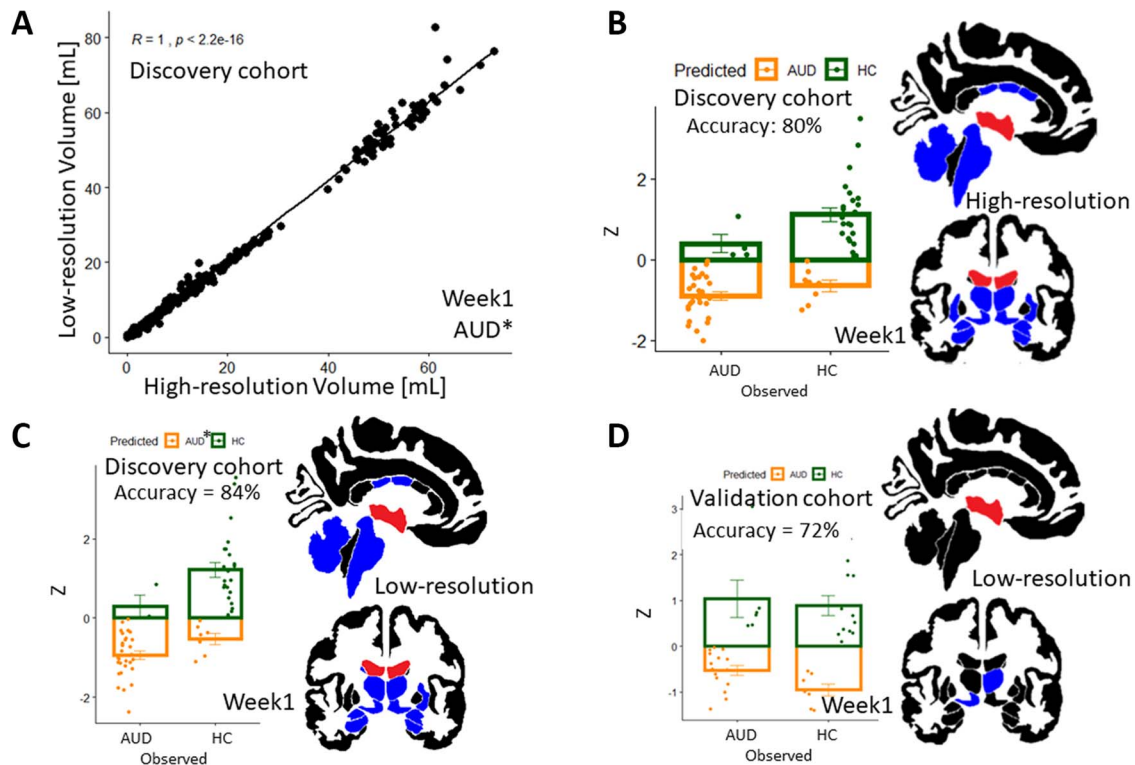 A
R = 1 , p < 2.2e-16
Discovery cohort
80
60
40
20
0
Low-resolution Volume [mL]
Week1
AUD*
0
20
40
60
High-resolution Volume [mL]
B
Predicted AUD HC
Discovery cohort
Accuracy: 80%
2
0
-2
Z
High-resolution
Week1
AUD
HC
Observed
C
Predicted AUD* HC
Discovery cohort
Accuracy = 84%
2
0
-2
Z
Low-resolution
Week1
AUD
HC
Observed
D
Predicted AUD HC
Validation cohort
Accuracy = 72%
3
2
1
0
-1
Z
Low-resolution
Week1
AUD
HC
Observed